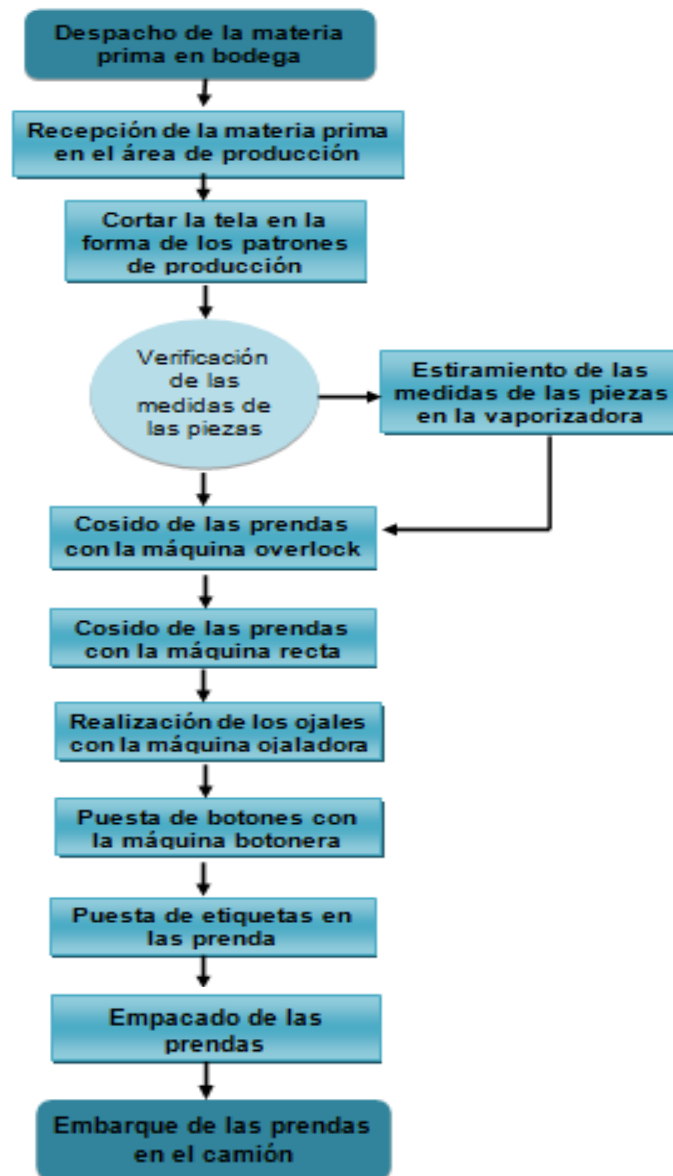 Despacho de la materia
prima en bodega
Recepción de la materia prima
en el área de producción
Cortar la tela en la
forma de los patrones
de producción
Verificación
de las
medidas de
las piezas
Estiramiento de las
medidas de las piezas
en la vaporizadora
Cosido de las prendas
con la máquina overlock
Cosido de las prendas
con la máquina recta
Realización de los ojales
con la máquina ojaladora
Puesta de botones con
la máquina botonera
Puesta de etiquetas en
las prenda
Empacado de las
prendas
Embarque de las prendas
en el camión